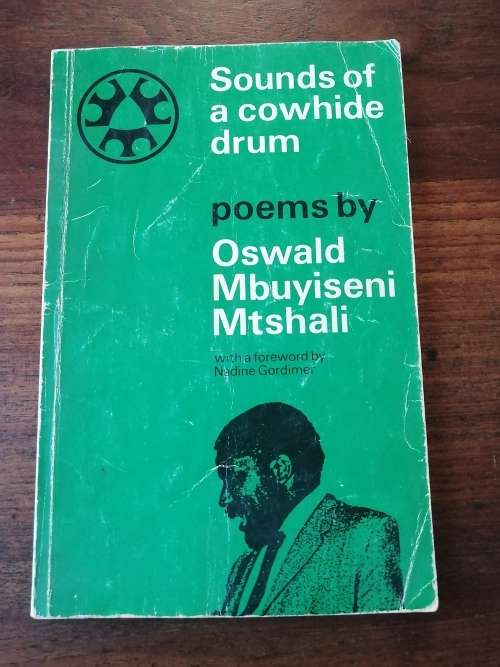 Sounds of
a cowhide
drum
poems by
Oswald
Mbuyiseni
Mtshali
with a foreword by
Nadine Gordimer